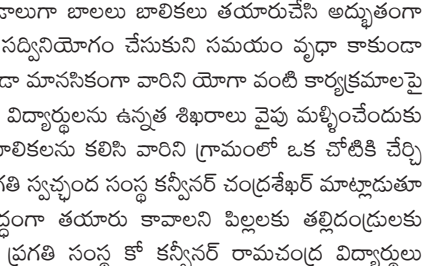 డాలుగా బాలలు బాలికలు తయారుచేసి అద్భుతంగా
సద్వినియోగం చేసుకుని సమయం వృధా కాకుండా
డా మానసికంగా వారిని యోగా వంటి కార్యక్రమాలపై
విద్యార్థులను ఉన్నత శిఖరాలు వైపు మళ్ళించేందుకు
ాలికలను కలిసి వారిని గ్రామంలో ఒక చోటికి చేర్చి
గతి స్వచ్ఛంద సంస్థ కన్వీనర్ చంద్రశేఖర్ మాట్లాడుతూ
ద్ధంగా తయారు కావాలని పిల్లలకు తల్లిదండ్రులకు
ప్రగతి సంస్థ కో కన్వీనర్ రామచంద్ర విద్యార్థులు